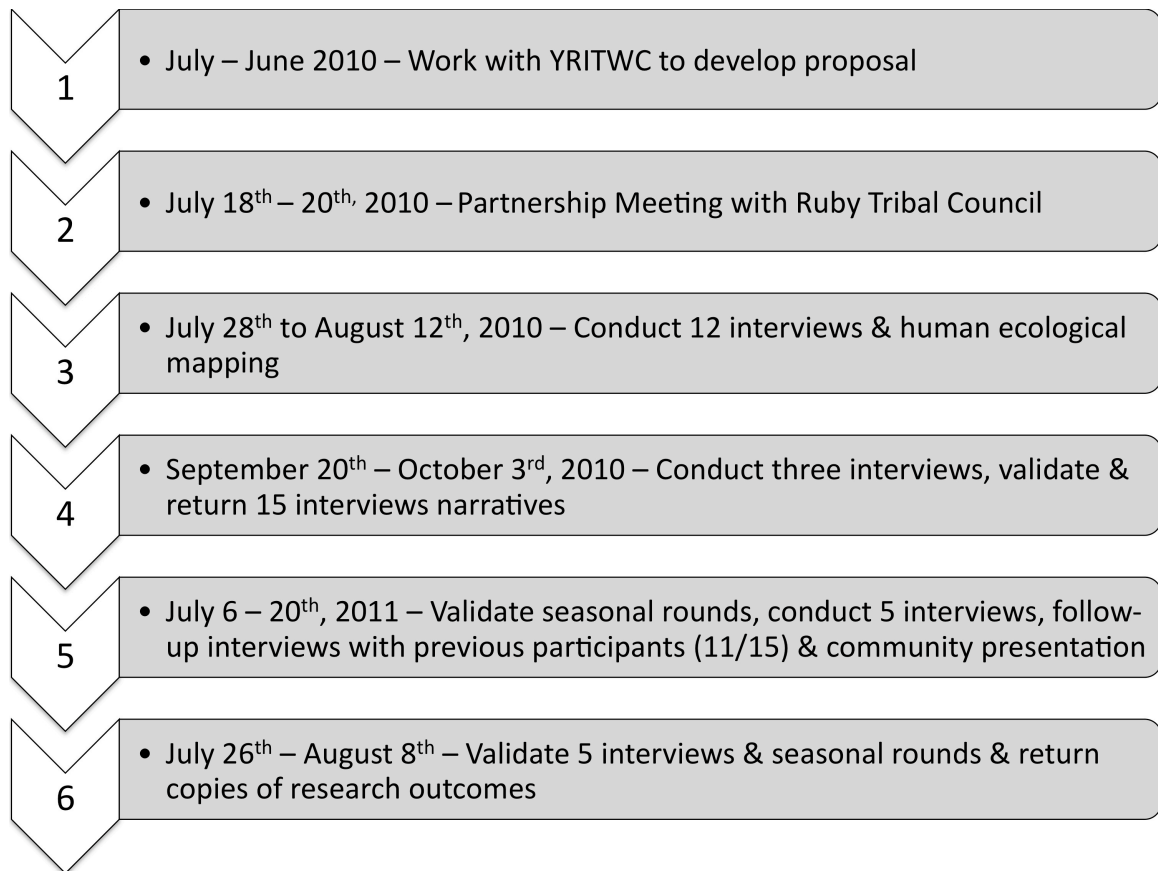 1
• July – June 2010 – Work with YRITWC to develop proposal
2
• July 18th – 20th, 2010 – Partnership Meeting with Ruby Tribal Council
3
• July 28th to August 12th, 2010 – Conduct 12 interviews & human ecological
mapping
4
• September 20th – October 3rd, 2010 – Conduct three interviews, validate &
return 15 interviews narratives
5
• July 6 – 20th, 2011 – Validate seasonal rounds, conduct 5 interviews, follow-
up interviews with previous participants (11/15) & community presentation
6
• July 26th – August 8th – Validate 5 interviews & seasonal rounds & return
copies of research outcomes